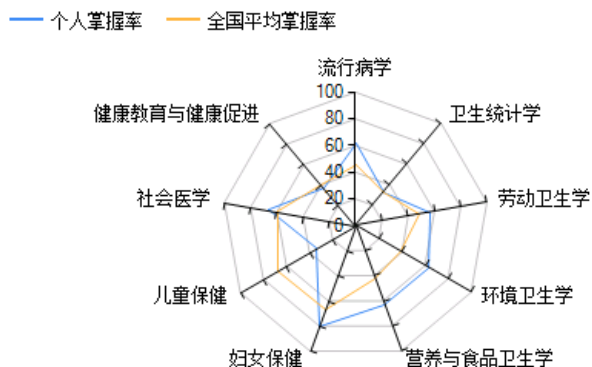 个人掌握率 全国平均掌握率
流行病学
100
80
60
40
20
0
卫生统计学
劳动卫生学
环境卫生学
营养与食品卫生学
妇女保健
儿童保健
社会医学
健康教育与健康促进